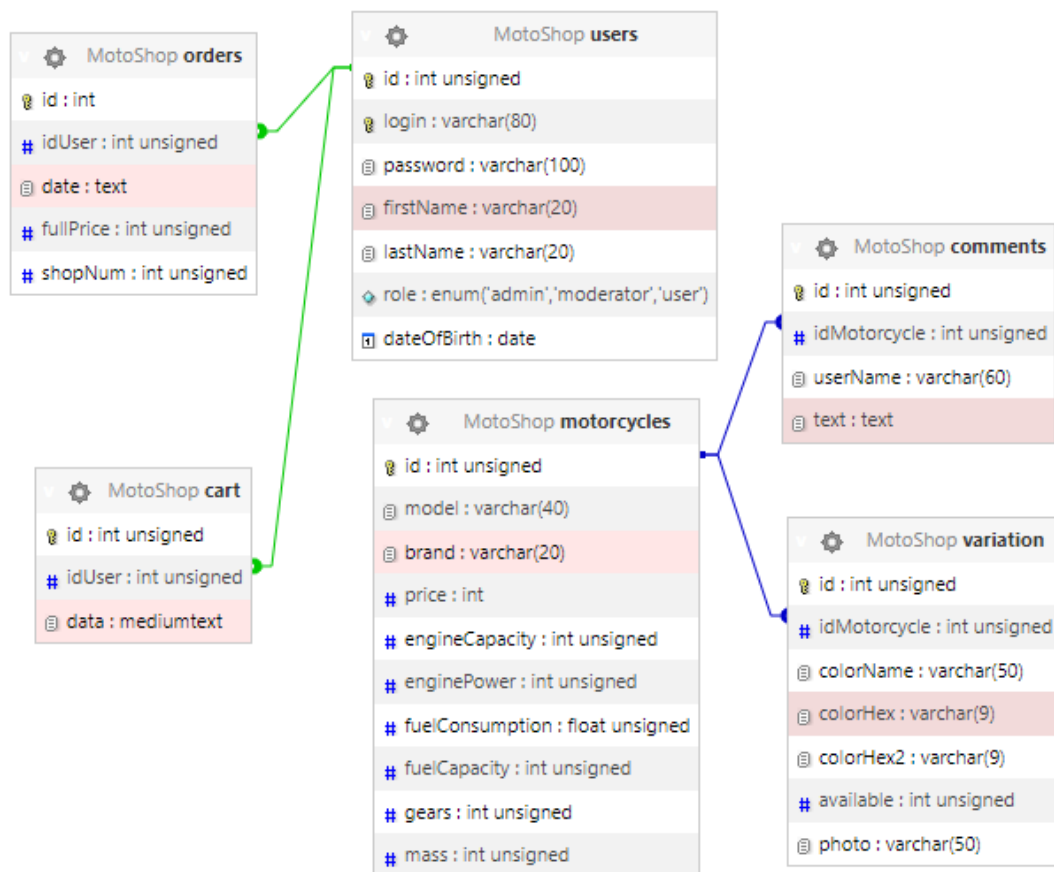 MotoShop orders
id : int
idUser : int unsigned
date : text
fullPrice : int unsigned
shopNum : int unsigned
MotoShop users
id : int unsigned
login : varchar(80)
password : varchar(100)
firstName : varchar(20)
lastName : varchar(20)
role : enum('admin','moderator','user')
dateOfBirth : date
MotoShop comments
id : int unsigned
idMotorcycle : int unsigned
userName : varchar(60)
text : text
MotoShop cart
id : int unsigned
idUser : int unsigned
data : mediumtext
MotoShop motorcycles
id : int unsigned
model : varchar(40)
brand : varchar(20)
price : int
engineCapacity : int unsigned
enginePower : int unsigned
fuelConsumption : float unsigned
fuelCapacity : int unsigned
gears : int unsigned
mass : int unsigned
MotoShop variation
id : int unsigned
idMotorcycle : int unsigned
colorName : varchar(50)
colorHex : varchar(9)
colorHex2 : varchar(9)
available : int unsigned
photo : varchar(50)